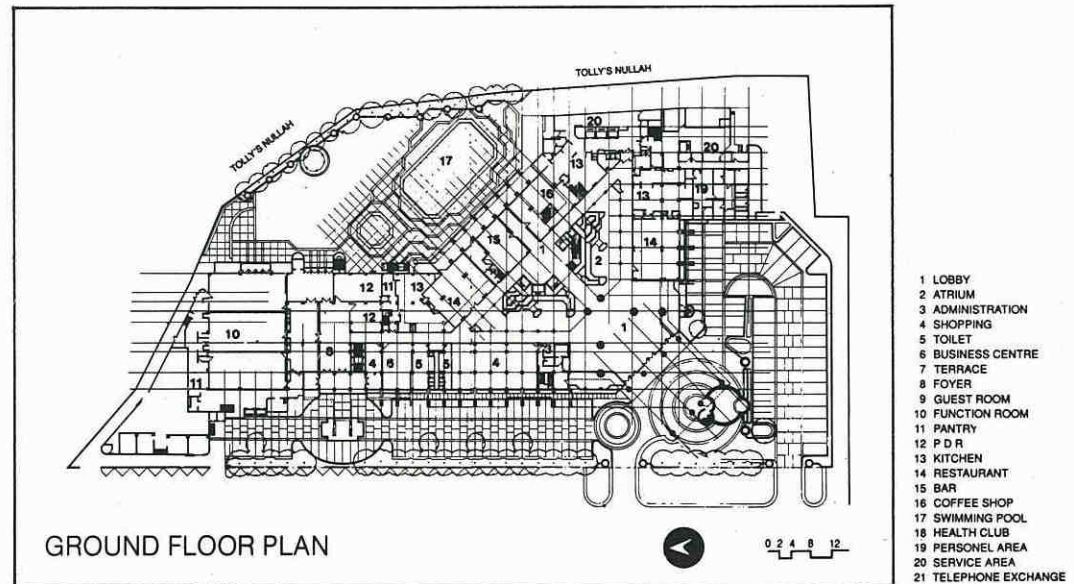 TOLLY'S NULLAH
TOLLY'S NULLAH
20
17
13
20
16
13
19
15
1
2
14
12
11
13
14
12
1
10
8
3
4
6
5
5
4
11
GROUND FLOOR PLAN
0 2 4 8 12
1 LOBBY
2 ATRIUM
3 ADMINISTRATION
4 SHOPPING
5 TOILET
6 BUSINESS CENTRE
7 TERRACE
8 FOYER
9 GUEST ROOM
10 FUNCTION ROOM
11 PANTRY
12 P D R
13 KITCHEN
14 RESTAURANT
15 BAR
16 COFFEE SHOP
17 SWIMMING POOL
18 HEALTH CLUB
19 PERSONEL AREA
20 SERVICE AREA
21 TELEPHONE EXCHANGE